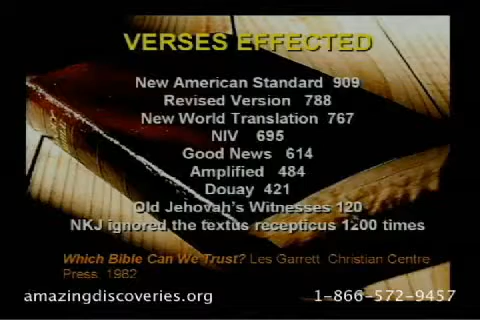 VERSES EFFECTED
New American Standard 909
Revised Version 788
New World Translation 767
NIV 695
Good News 614
Amplified 484
Douay 421
Old Jehovah's Witnesses 120
NKJ ignored the textus recepticus 1200 times
Which Bible Can We Trust? Les Garrett Christian Centre
Press. 1982
amazingdiscoveries.org 1-866-572-9457